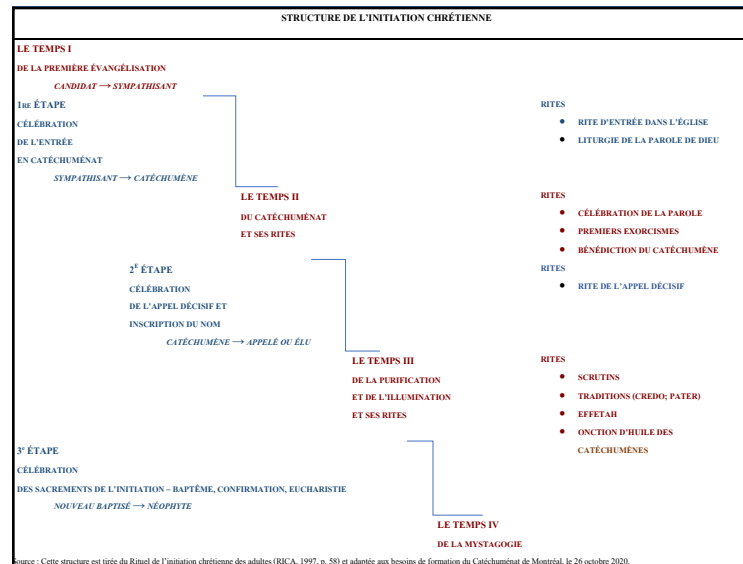 STRUCTURE DE L'INITIATION CHRÉTIENNE
LE TEMPS I
DE LA PREMIÈRE ÉVANGÉLISATION
CANDIDAT → SYMPATHISANT
1RE ÉTAPE
CÉLÉBRATION
DE L'ENTRÉE
EN CATÉCHUMÉNAT
SYMPATHISANT → CATÉCHUMÈNE
RITES
• RITE D'ENTRÉE DANS L'ÉGLISE
• LITURGIE DE LA PAROLE DE DIEU
LE TEMPS II
DU CATÉCHUMÉNAT
ET SES RITES
RITES
• CÉLÉBRATION DE LA PAROLE
• PREMIERS EXORCISMES
• BÉNÉDICTION DU CATÉCHUMÈNE
2E ÉTAPE
CÉLÉBRATION
DE L'APPEL DÉCISIF ET
INSCRIPTION DU NOM
CATÉCHUMÈNE → APPELÉ OU ÉLU
RITES
• RITE DE L'APPEL DÉCISIF
LE TEMPS III
DE LA PURIFICATION
ET DE L'ILLUMINATION
ET SES RITES
RITES
• SCRUTINS
• TRADITIONS (CREDO; PATER)
• EFFETAH
• ONCTION D'HUILE DES
CATÉCHUMÈNES
3e ÉTAPE
CÉLÉBRATION
DES SACREMENTS DE L'INITIATION – BAPTÊME, CONFIRMATION, EUCHARISTIE
NOUVEAU BAPTISÉ → NÉOPHYTE
LE TEMPS IV
DE LA MYSTAGOGIE
Source : Cette structure est tirée du Rituel de l'initiation chrétienne des adultes (RICA, 1997, p. 58) et adaptée aux besoins de formation du Catéchuménat de Montréal, le 26 octobre 2020.